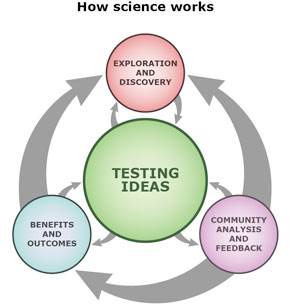 How science works
EXPLORATION
AND
DISCOVERY
TESTING
IDEAS
BENEFITS
AND
OUTCOMES
COMMUNITY
ANALYSIS
AND
FEEDBACK